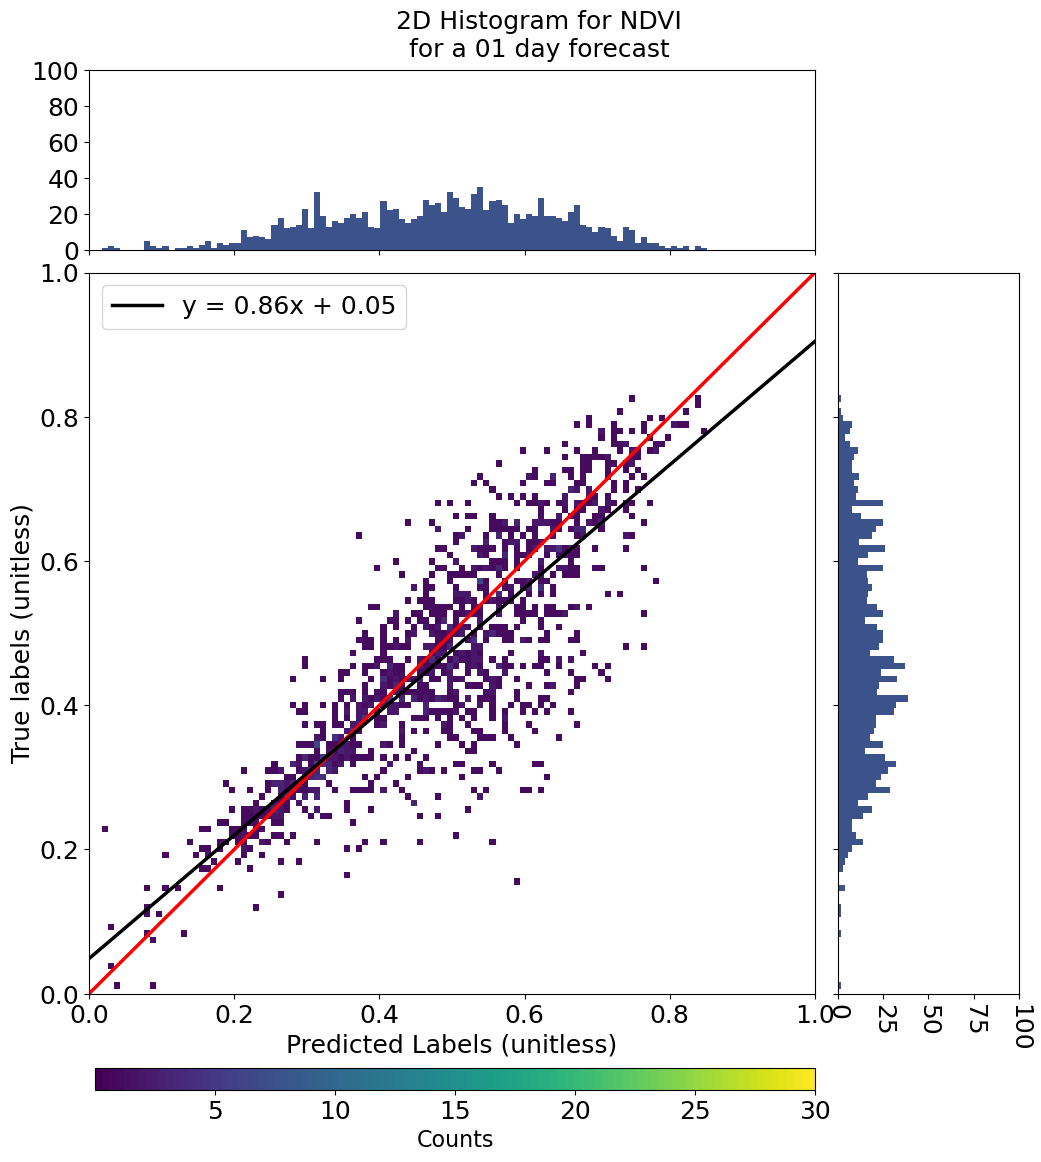 2D Histogram for NDVI
for a 01 day forecast
100
80
60
40
20
0
1.0
0.8
0.6
0.4
0.2
0.0
True labels (unitless)
y = 0.86x + 0.05
0.0 0.2 0.4 0.6 0.8 1.0
Predicted Labels (unitless)
0 25 50 75 100
5 10 15 20 25 30
Counts